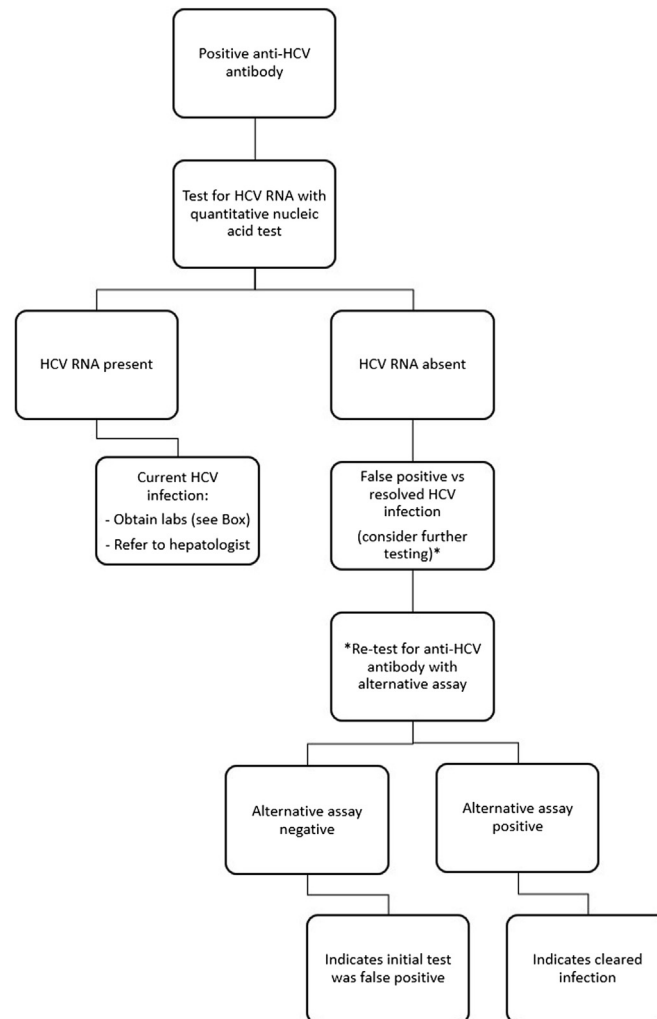 Positive anti-HCV
antibody
Test for HCV RNA with
quantitative nucleic
acid test
HCV RNA present
HCV RNA absent
Current HCV
infection:
- Obtain labs (see Box)
- Refer to hepatologist
False positive vs
resolved HCV
infection
(consider further
testing)*
*Re-test for anti-HCV
antibody with
alternative assay
Alternative assay
negative
Alternative assay
positive
Indicates initial test
was false positive
Indicates cleared
infection